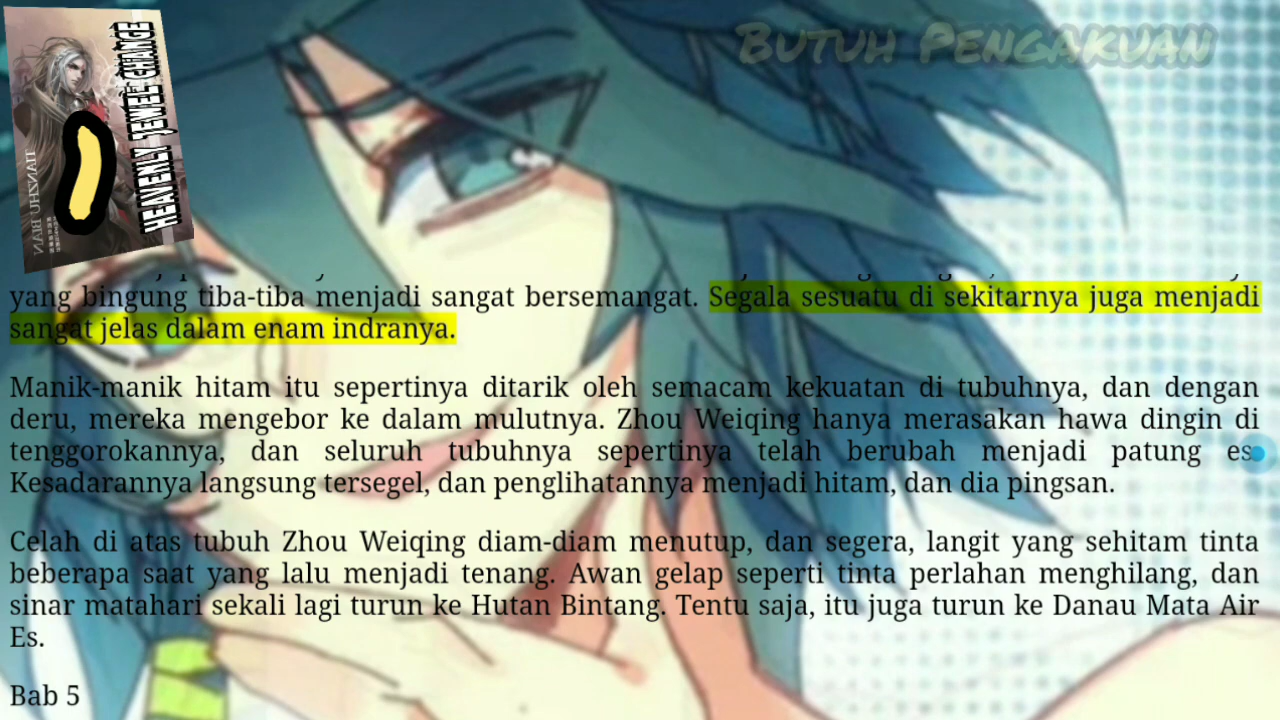 Butuh Pengakuan
HEAVENLY JEWEL CHANGE
TIANZHU BIAN
yang bingung tiba-tiba menjadi sangat bersemangat. Segala sesuatu di sekitarnya juga menjadi
sangat jelas dalam enam indranya.
Manik-manik hitam itu sepertinya ditarik oleh semacam kekuatan di tubuhnya, dan dengan
deru, mereka mengebor ke dalam mulutnya. Zhou Weiqing hanya merasakan hawa dingin di
tenggorokannya, dan seluruh tubuhnya sepertinya telah berubah menjadi patung es.
Kesadarannya langsung tersegel, dan penglihatannya menjadi hitam, dan dia pingsan.
Celah di atas tubuh Zhou Weiqing diam-diam menutup, dan segera, langit yang sehitam tinta
beberapa saat yang lalu menjadi tenang. Awan gelap seperti tinta perlahan menghilang, dan
sinar matahari sekali lagi turun ke Hutan Bintang. Tentu saja, itu juga turun ke Danau Mata Air
Es.
Bab 5